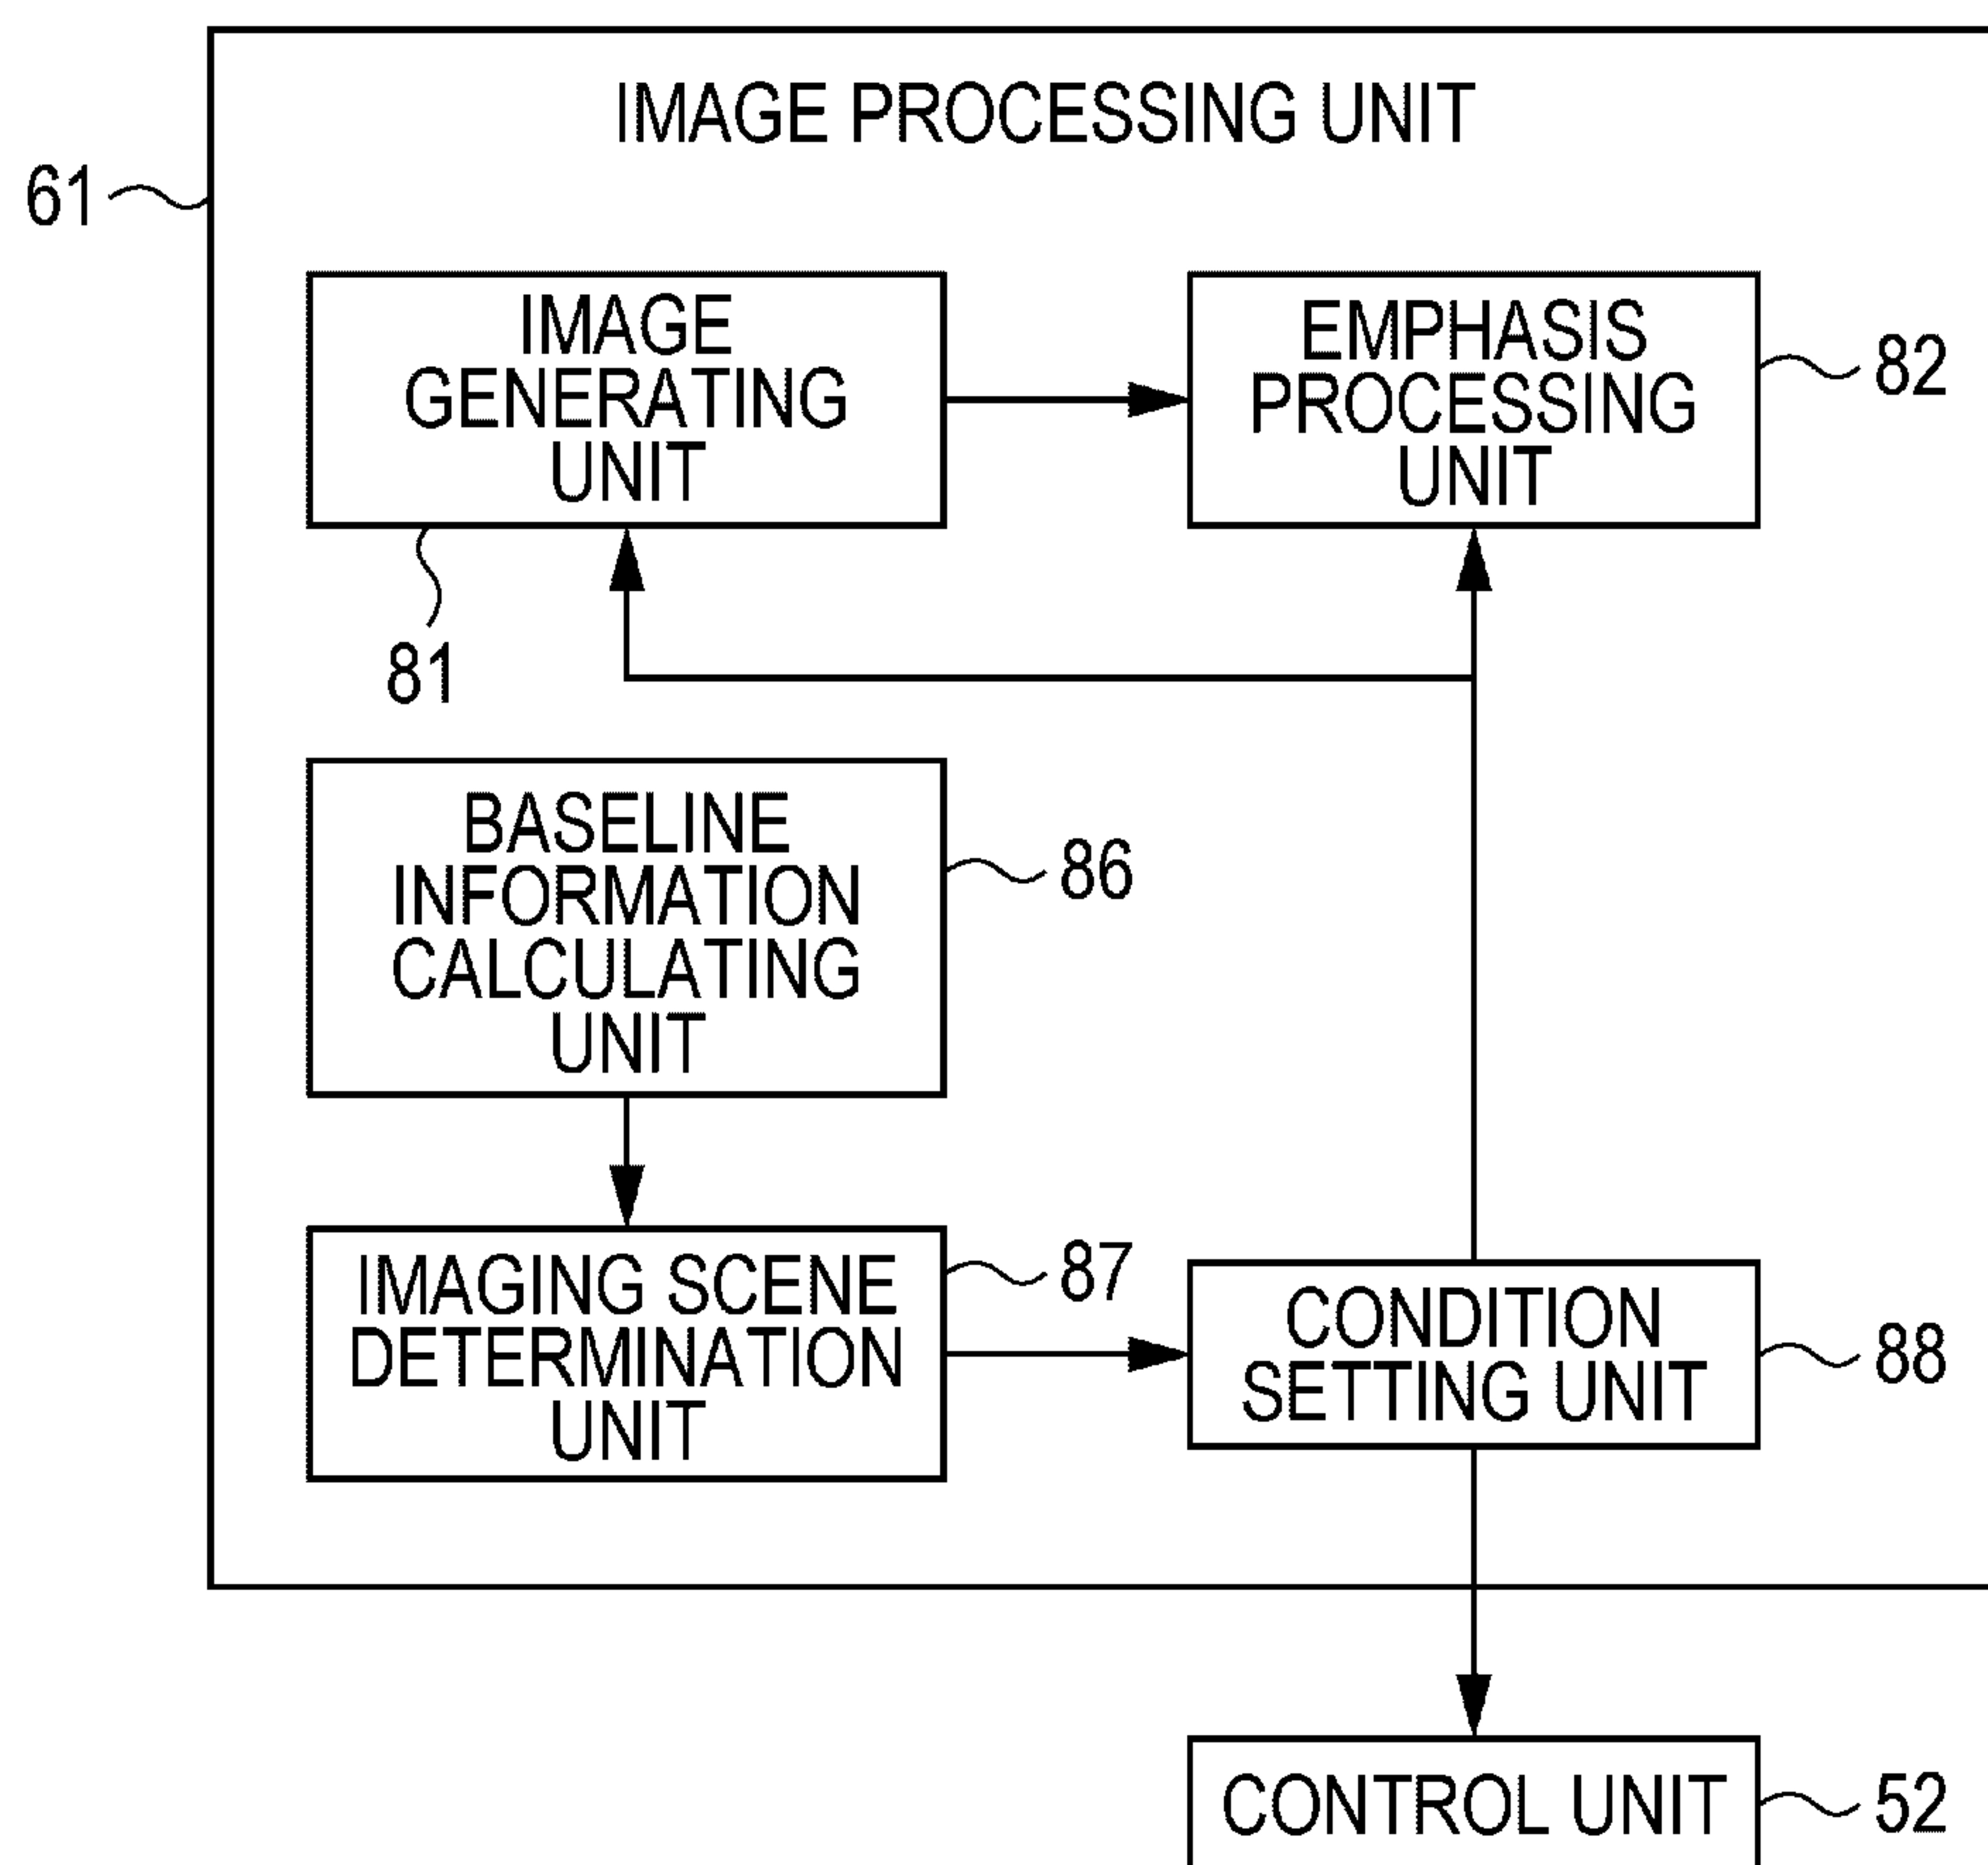 IMAGE PROCESSING UNIT
61
IMAGE
GENERATING
UNIT
81
EMPHASIS
PROCESSING
UNIT
82
BASELINE
INFORMATION
CALCULATING
UNIT
86
IMAGING SCENE
DETERMINATION
UNIT
87
CONDITION
SETTING UNIT
88
CONTROL UNIT
52